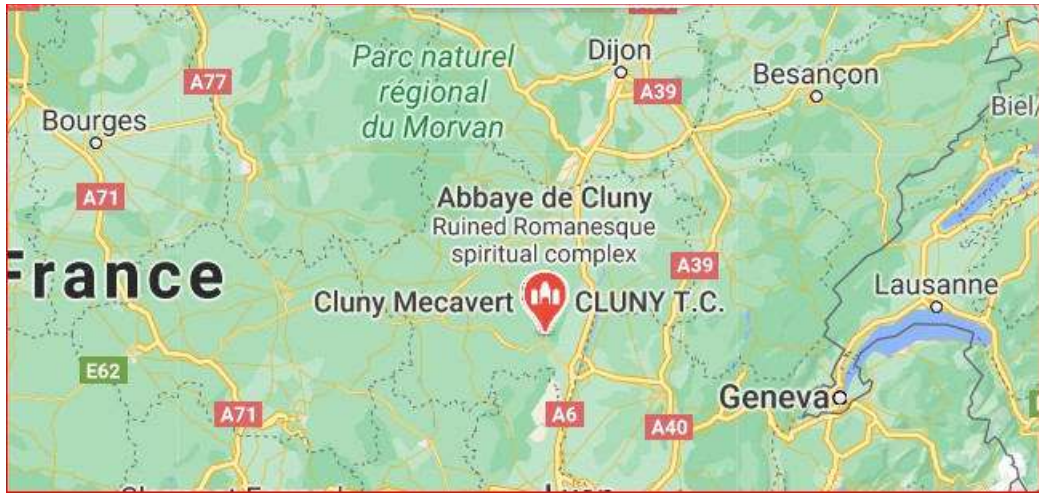 Parc naturel
régional
du Morvan
Dijon
Besançon
A77
A39
Biel/
Bourges
A71
Abbaye de Cluny
Ruined Romanesque
spiritual complex
A39
France
Cluny Mecavert
CLUNY T.C.
Lausanne
E62
Geneva
A71
A6
A40